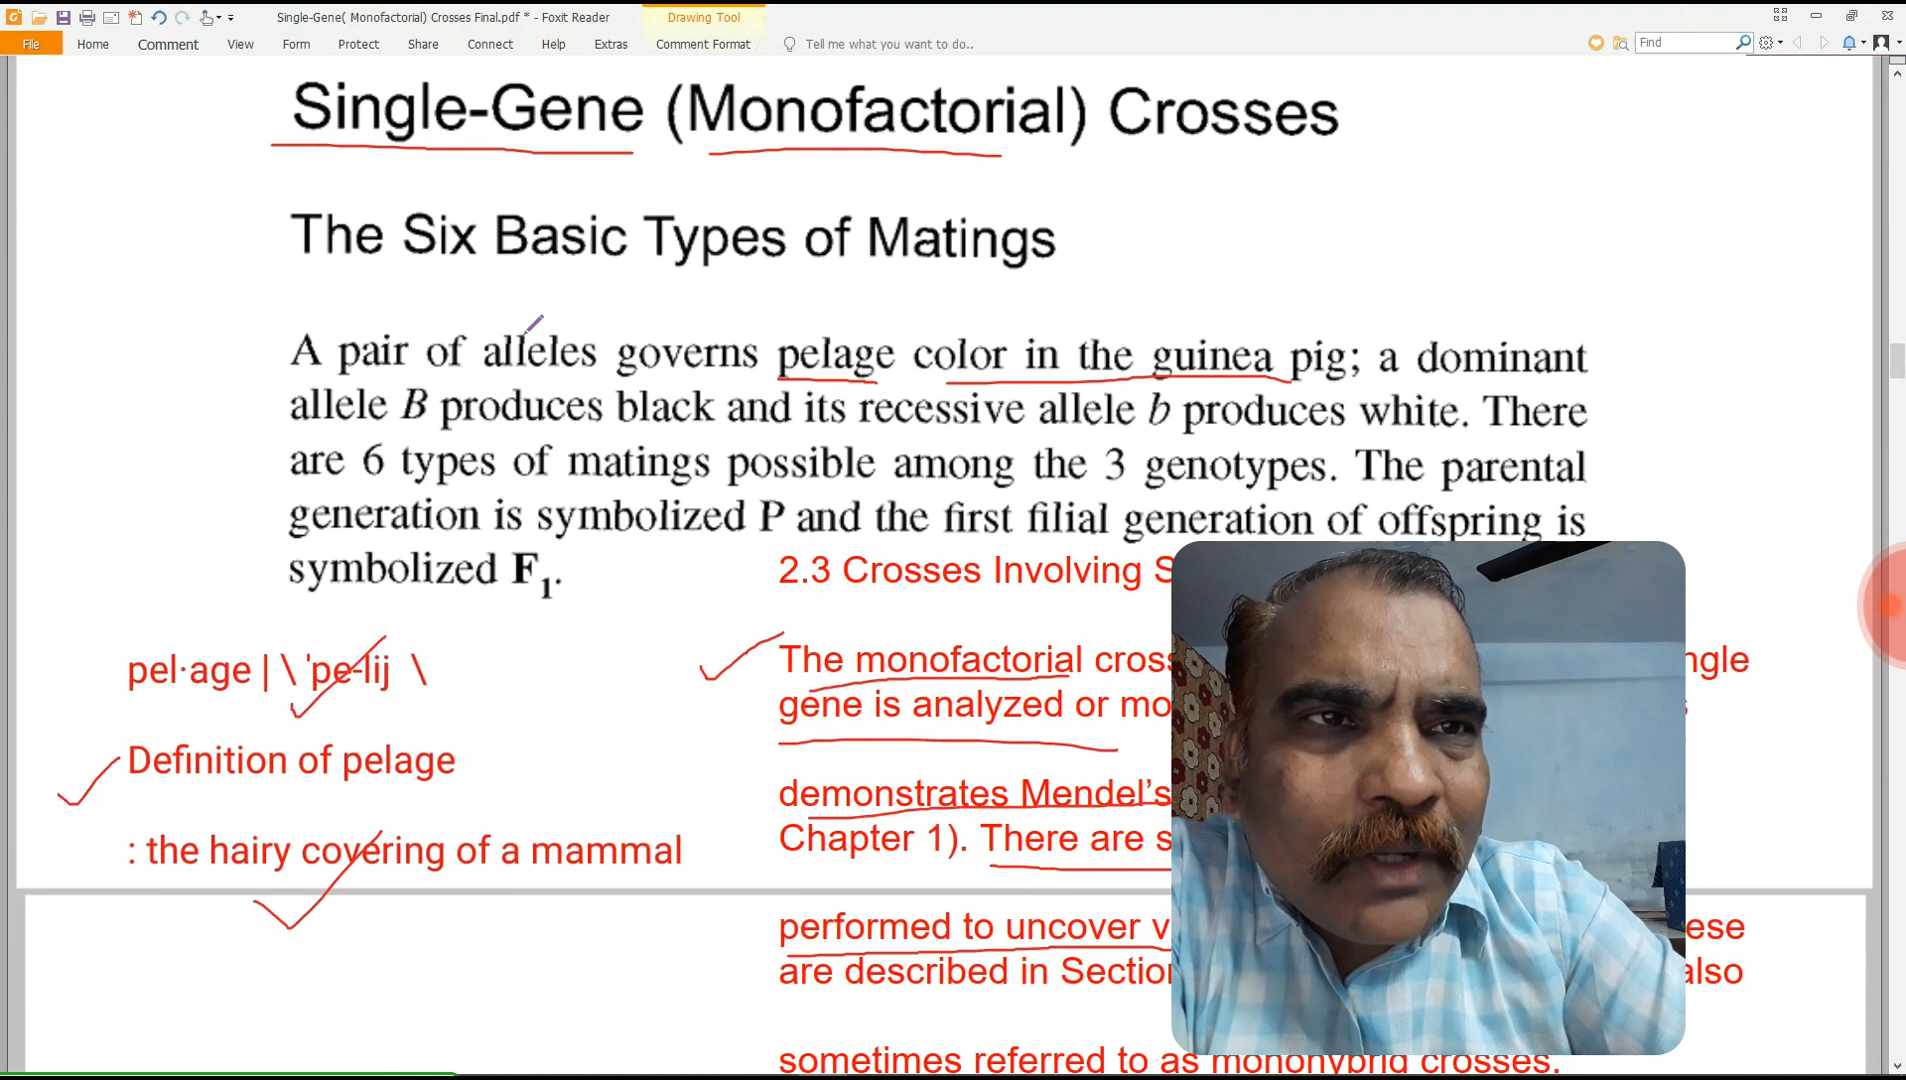 Single-Gene( Monofactorial) Crosses Final.pdf * - Foxit Reader
Drawing Tool
File Home Comment View Form Protect Share Connect Help Extras Comment Format Tell me what you want to do.. Find
Single-Gene (Monofactorial) Crosses
The Six Basic Types of Matings
A pair of alleles governs pelage color in the guinea pig; a dominant
allele B produces black and its recessive allele b produces white. There
are 6 types of matings possible among the 3 genotypes. The parental
generation is symbolized P and the first filial generation of offspring is
symbolized F1.
pel·age | \ ˈpe-lij \
Definition of pelage
: the hairy covering of a mammal
2.3 Crosses Involving S
The monofactorial cross ngle
gene is analyzed or mo
demonstrates Mendel’s
Chapter 1). There are s
performed to uncover v ese
are described in Section also
sometimes referred to as monohybrid crosses.